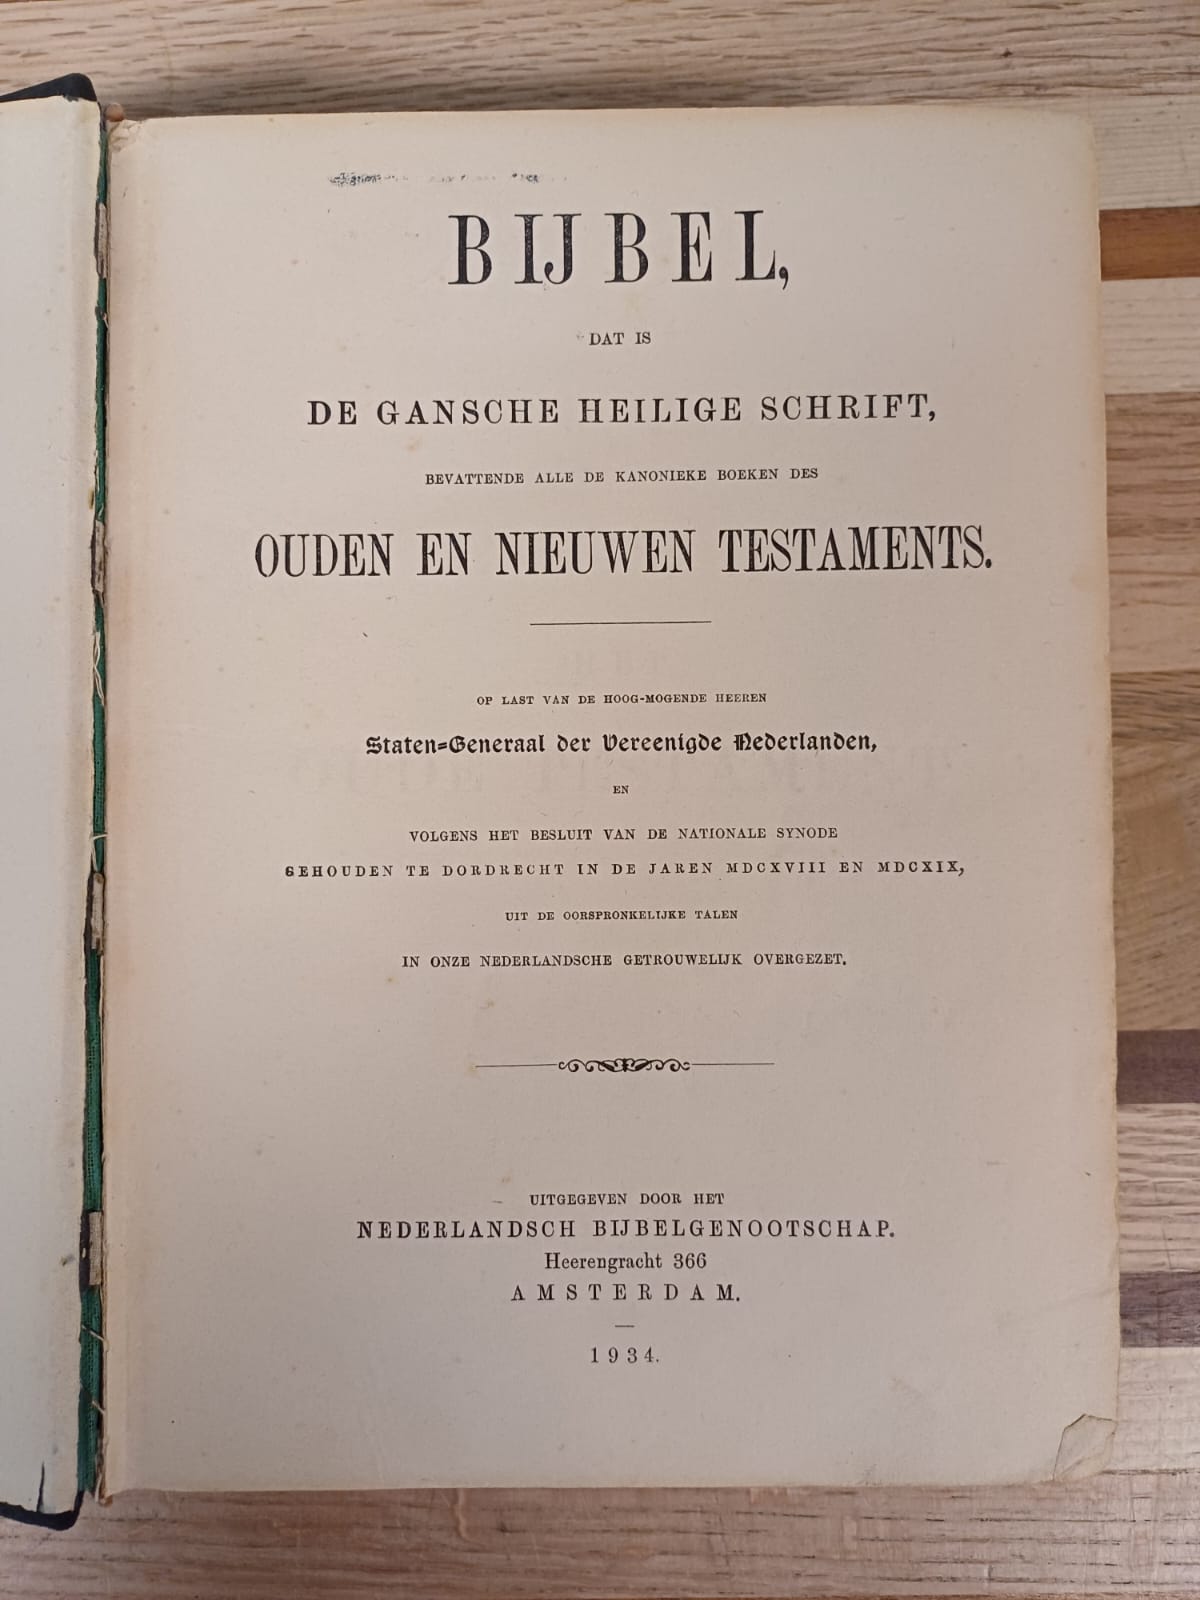 BIJBEL,
DAT IS
DE GANSCHE HEILIGE SCHRIFT,
BEVATTENDE ALLE DE KANONIEKE BOEKEN DES
OUDEN EN NIEUWEN TESTAMENTS.
OP LAST VAN DE HOOG-MOGENDE HEEREN
Staten=Generaal der Vereenigde Nederlanden,
EN
VOLGENS HET BESLUIT VAN DE NATIONALE SYNODE
GEHOUDEN TE DORDRECHT IN DE JAREN MDCXVIII EN MDCXIX,
UIT DE OORSPRONKELIJKE TALEN
IN ONZE NEDERLANDSCHE GETROUWELIJK OVERGEZET.
UITGEGEVEN DOOR HET
NEDERLANDSCH BIJBELGENOOTSCHAP.
Heerengracht 366
AMSTERDAM.
1934.